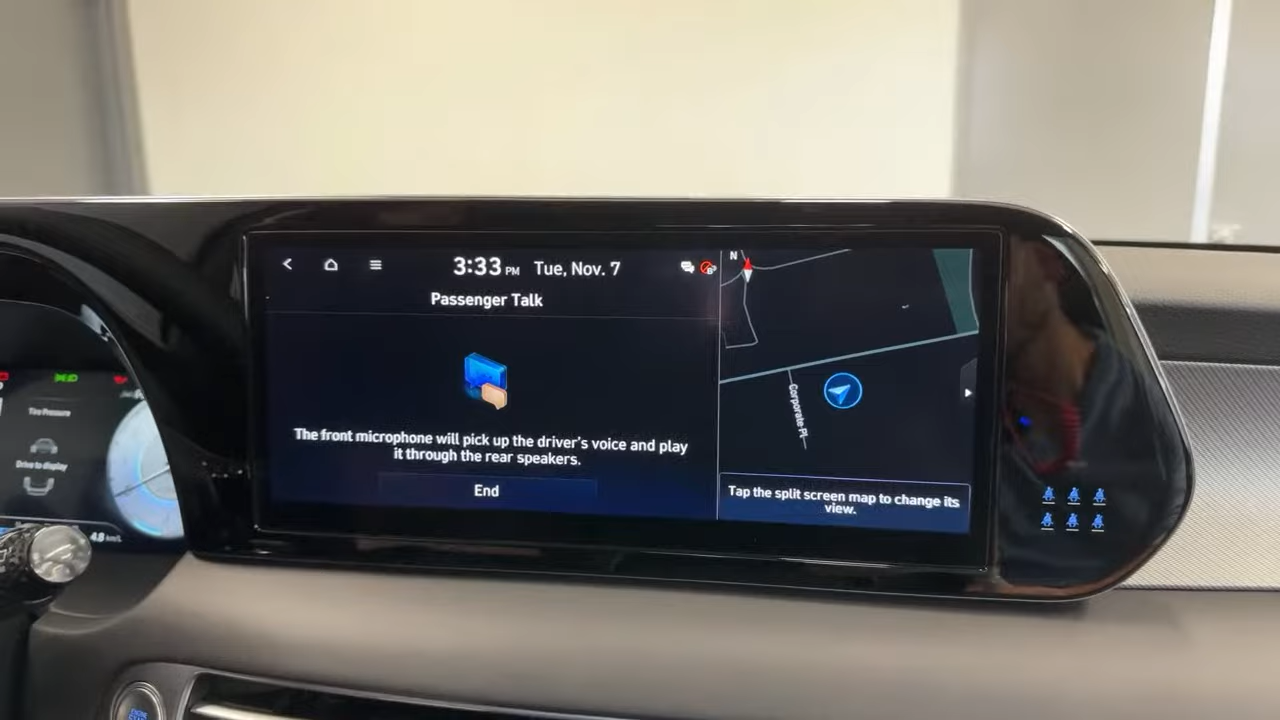 3:33 PM Tue, Nov. 7
Passenger Talk
The front microphone will pick up the driver's voice and play
it through the rear speakers.
End
N
Corporate Pl
Tap the split screen map to change its
view.
Tire Pressure
Drive to display
4.8 km/L